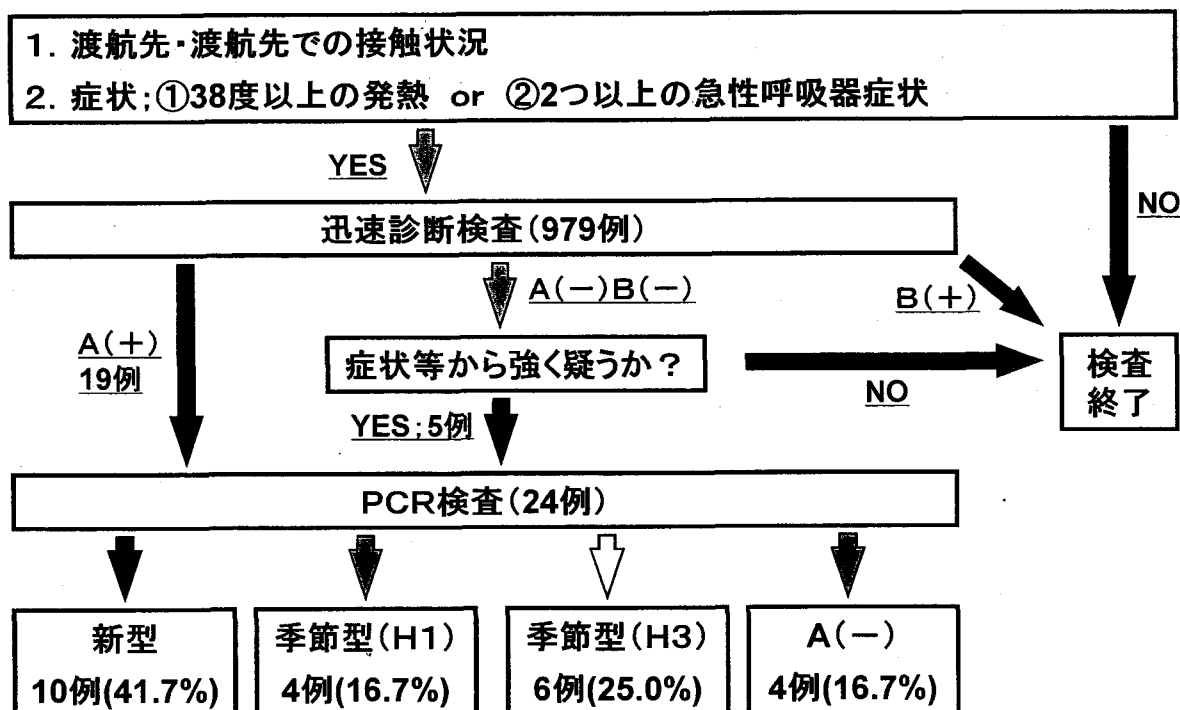 1. 渡航先・渡航先での接触状況
2. 症状;①38度以上の発熱 or ②2つ以上の急性呼吸器症状
YES
NO
迅速診断検査(979例)
A(+)
19例
A(-)B(-)
B(+)
症状等から強く疑うか?
NO
検査
終了
YES;5例
PCR検査(24例)
新型
10例(41.7%)
季節型(H1)
4例(16.7%)
季節型(H3)
6例(25.0%)
A(-)
4例(16.7%)